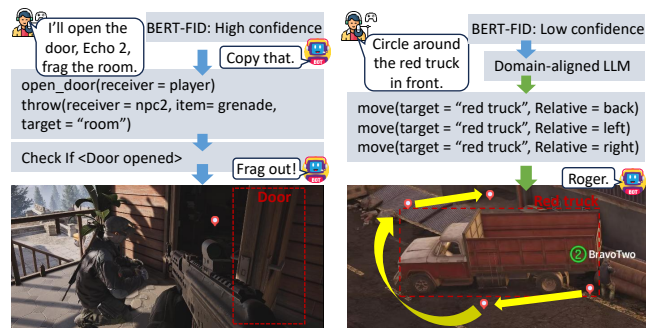 I'll open the
door, Echo 2,
frag the room.
BERT-FID: High confidence
Copy that.
BOT
open_door(receiver = player)
throw(receiver = npc2, item= grenade,
target = “room”)
Check If <Door opened>
Frag out!
BOT
Door
Circle around
the red truck
in front.
BERT-FID: Low confidence
Domain-aligned LLM
move(target = “red truck”, Relative = back)
move(target = “red truck”, Relative = left)
move(target = “red truck”, Relative = right)
Roger.
BOT
Red truck
2 BravoTwo